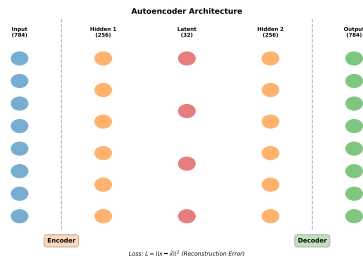 Autoencoder Architecture
Input
(784)
Hidden 1
(256)
Latent
(32)
Hidden 2
(256)
Output
(784)
Encoder
Decoder
Loss: L = ||x − x̂||² (Reconstruction Error)